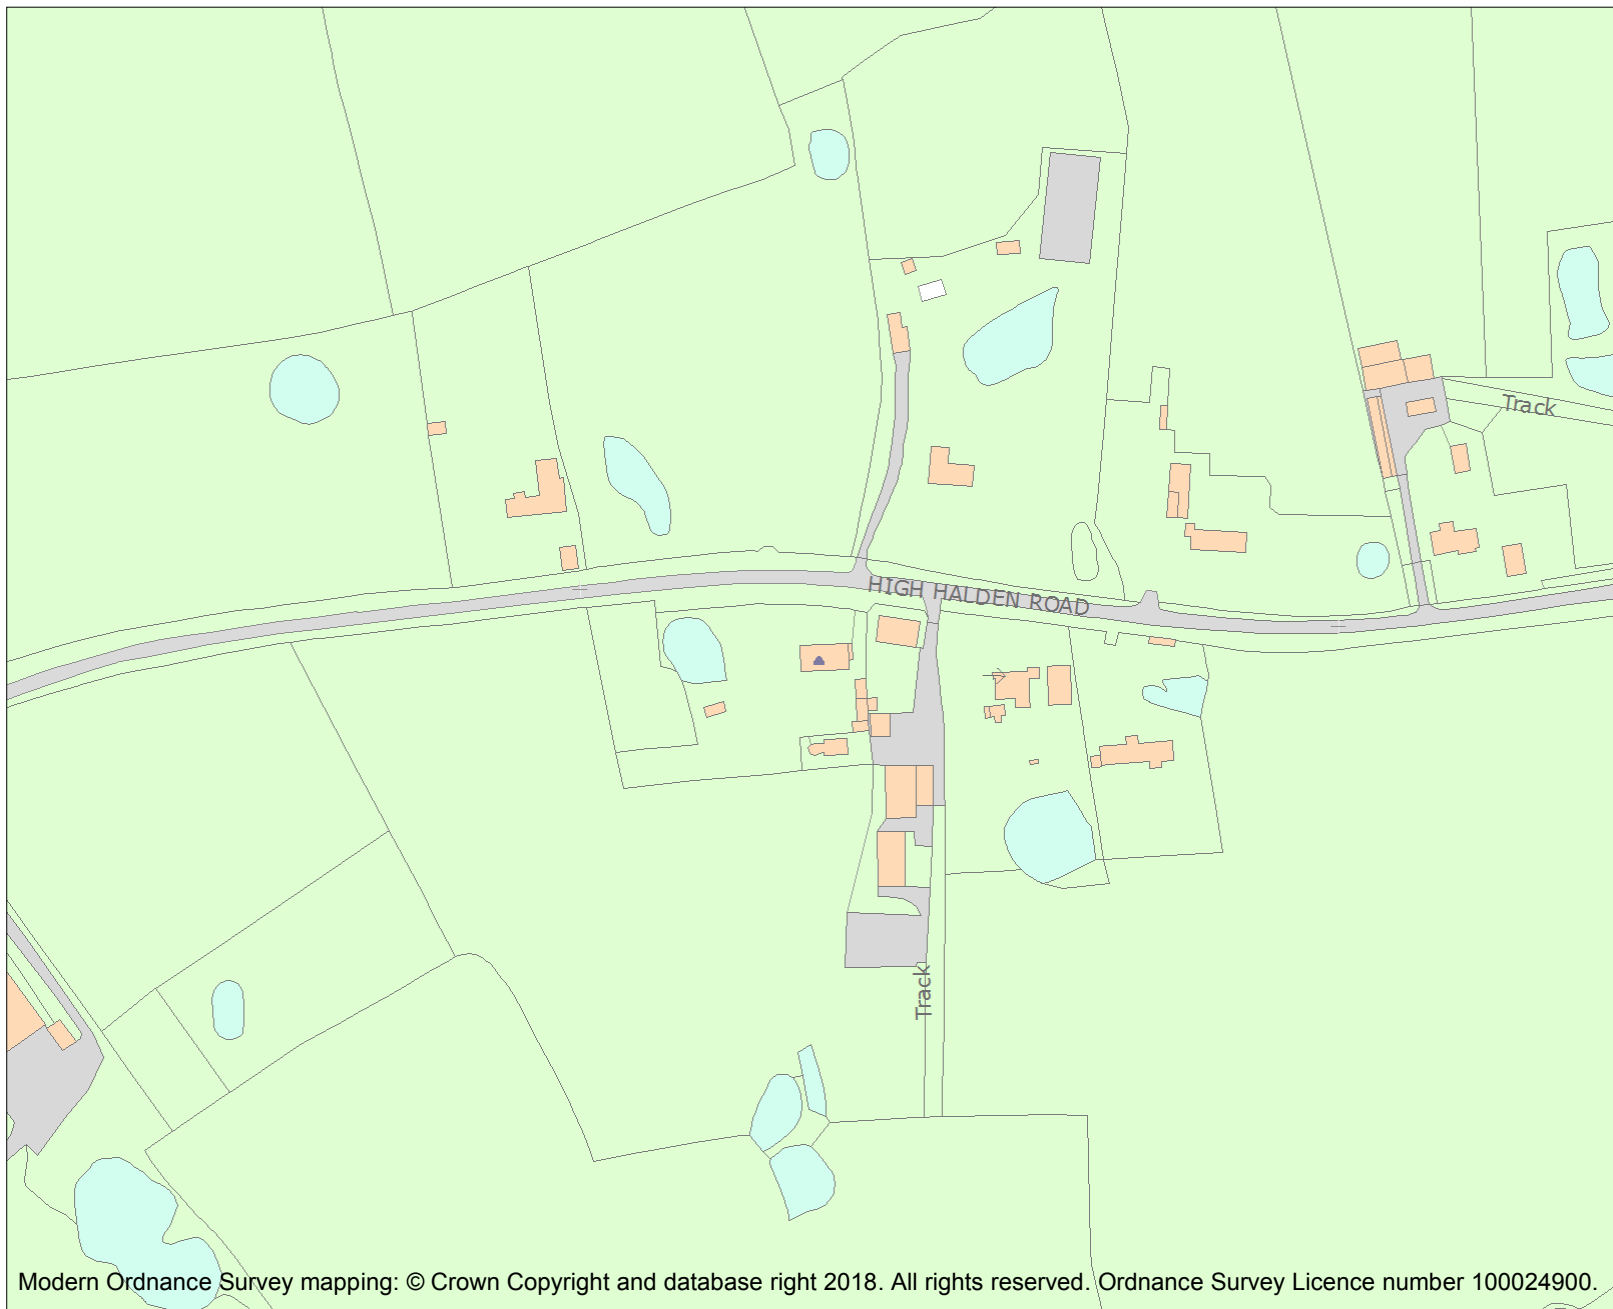 Track
HIGH HALDEN ROAD
Track
Modern Ordnance Survey mapping: © Crown Copyright and database right 2018. All rights reserved. Ordnance Survey Licence number 100024900.